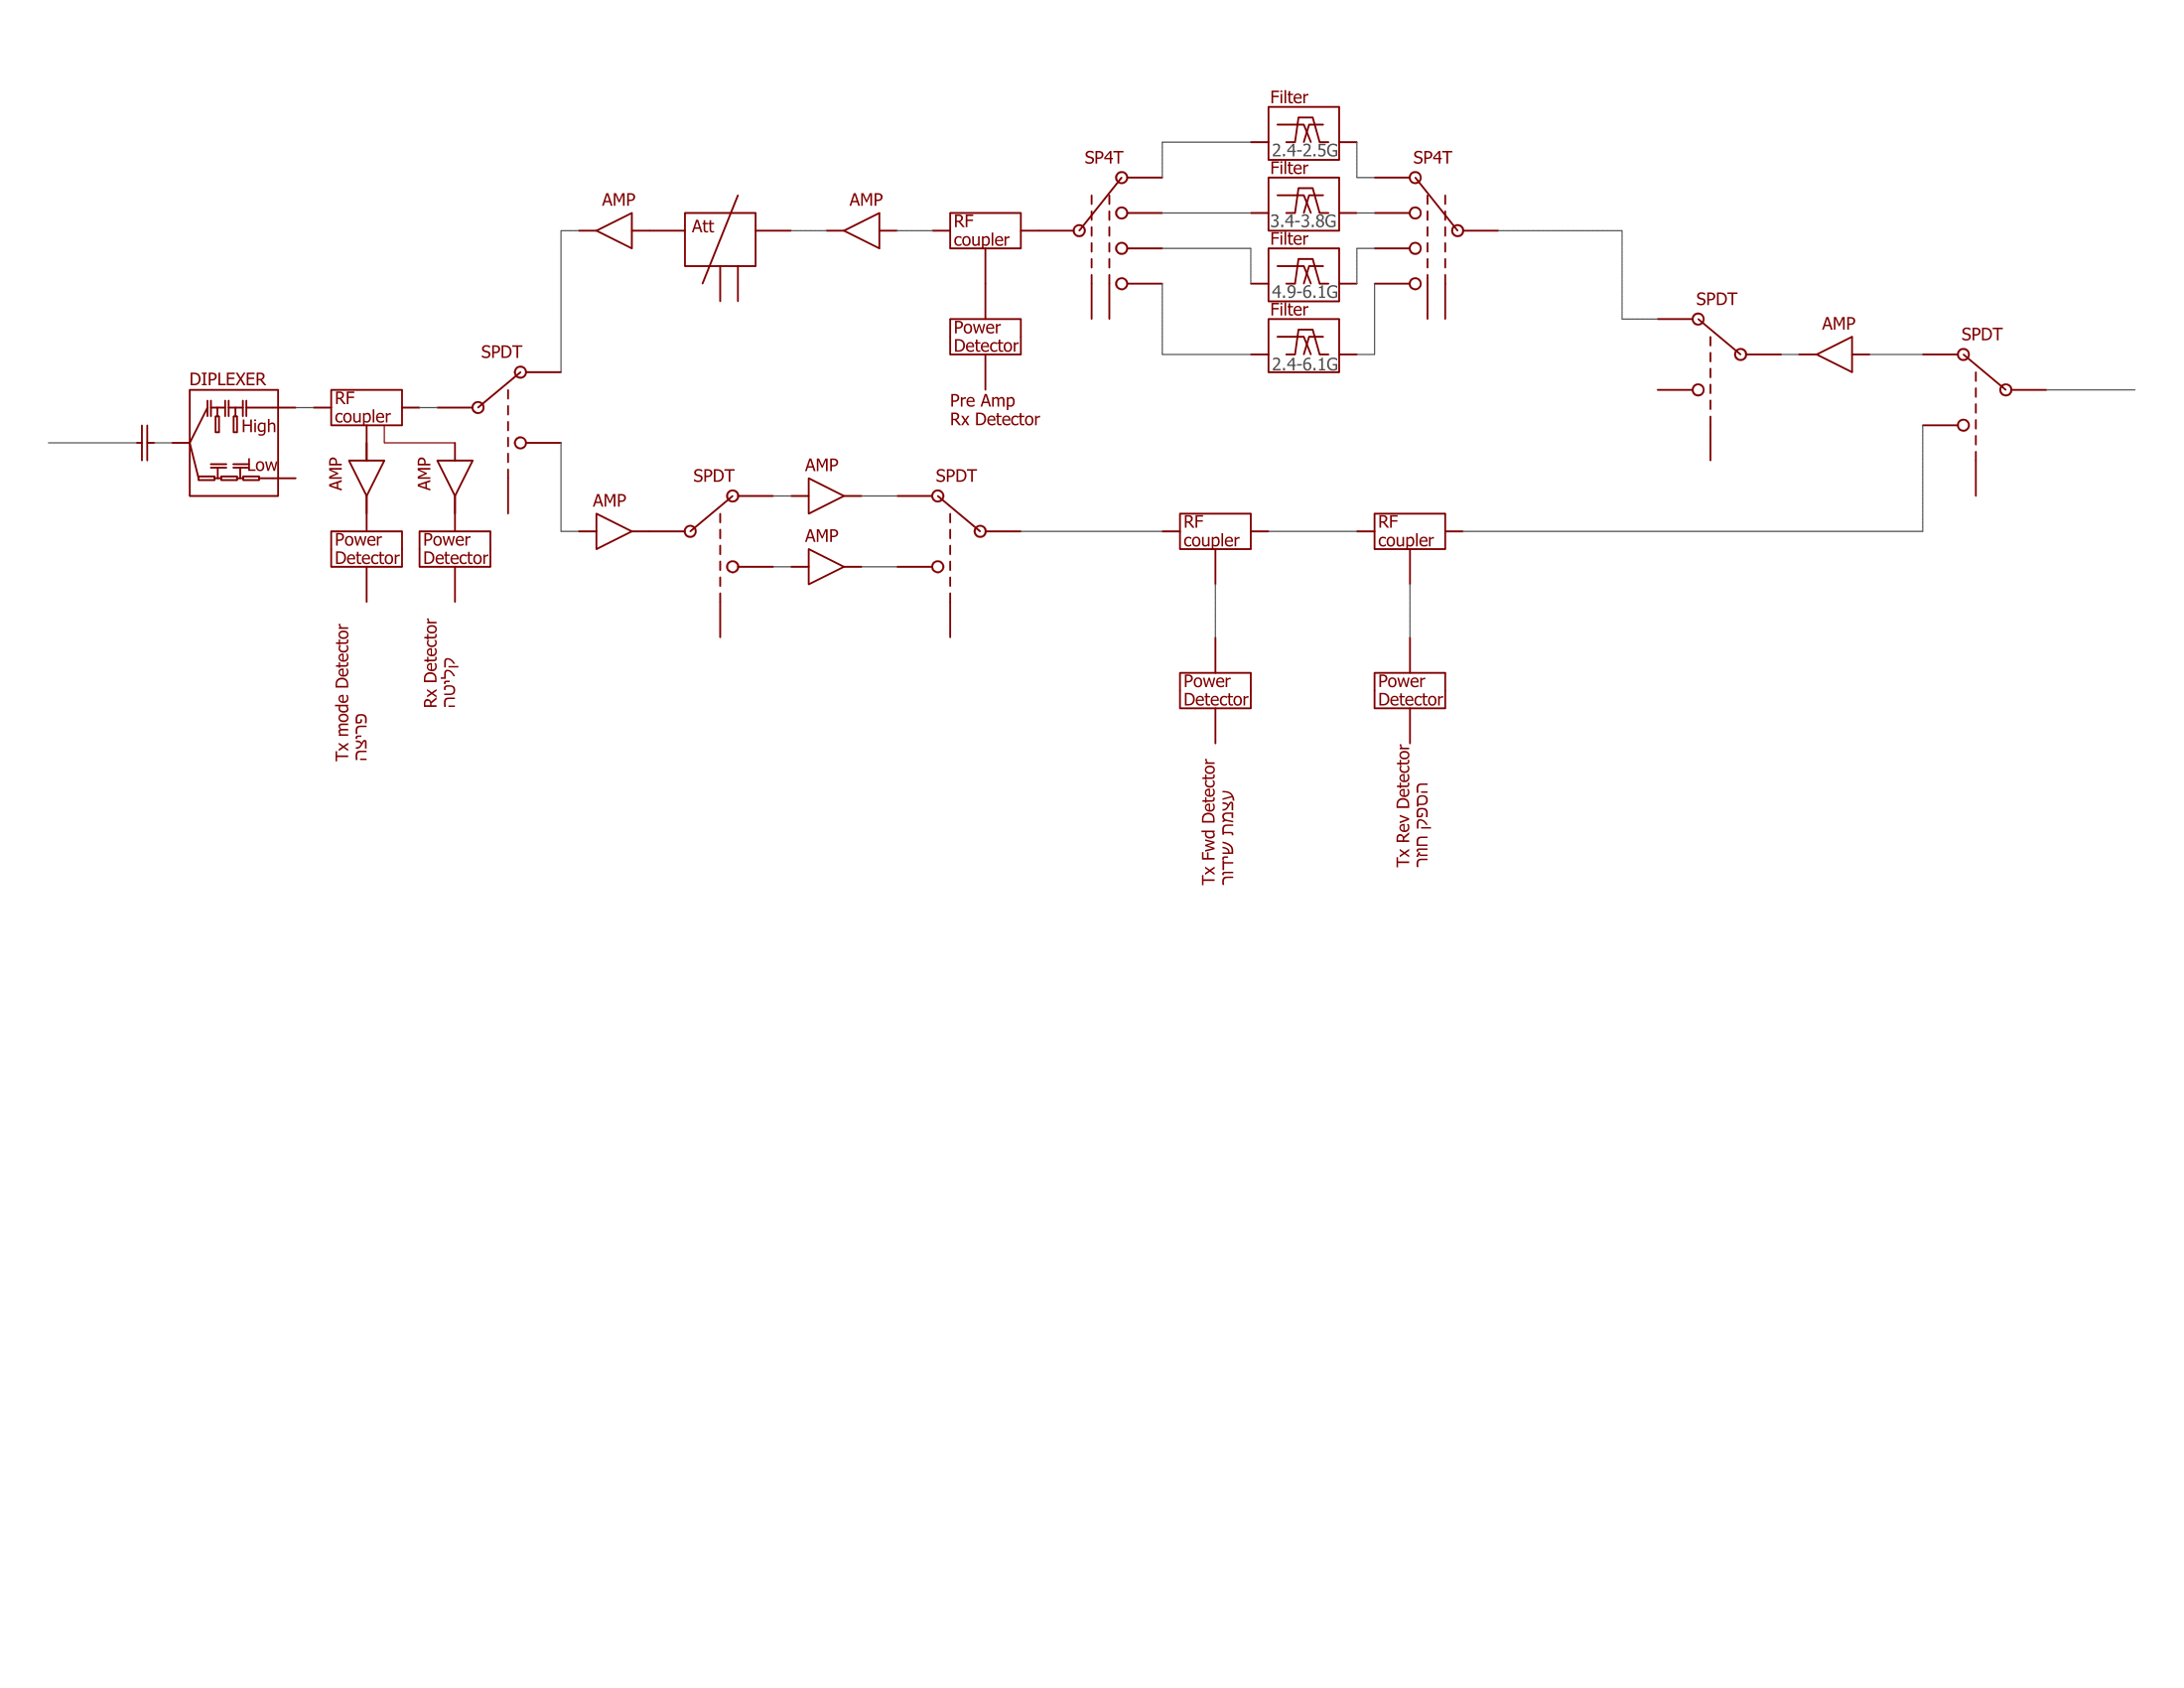 Filter
2.4-2.5G
SP4T
SP4T
Filter
3.4-3.8G
AMP
AMP
Att
RF
coupler
Filter
4.9-6.1G
Filter
2.4-6.1G
SPDT
AMP
SPDT
Power
Detector
SPDT
Pre Amp
Rx Detector
DIPLEXER
High
Low
RF
coupler
AMP
AMP
Power
Detector
Power
Detector
Tx mode Detector
פריצה
Rx Detector
קליטה
AMP
SPDT
AMP
AMP
SPDT
RF
coupler
RF
coupler
Power
Detector
Power
Detector
Tx Fwd Detector
עצמת שידור
Tx Rev Detector
הספק חוזר